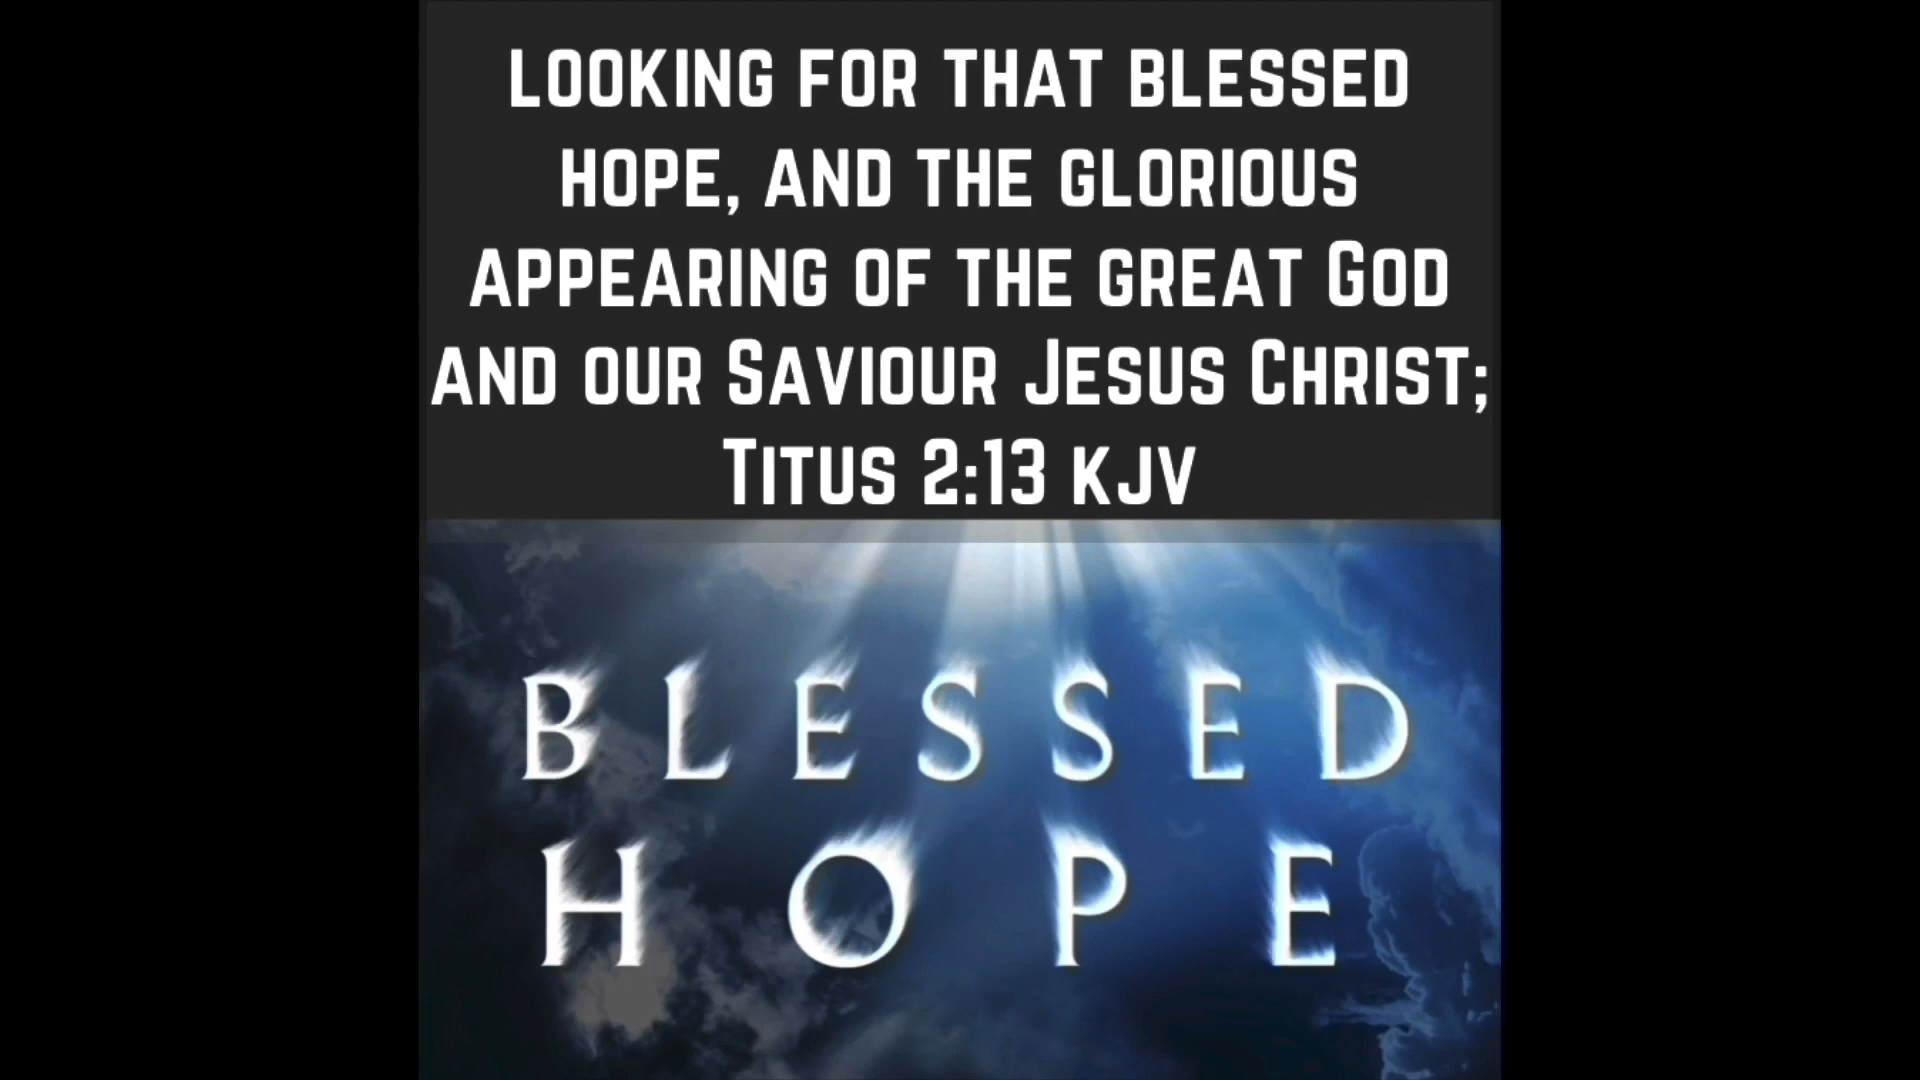 LOOKING FOR THAT BLESSED
HOPE, AND THE GLORIOUS
APPEARING OF THE GREAT GOD
AND OUR SAVIOUR JESUS CHRIST;
TITUS 2:13 KJV
BLESSED
HOPE